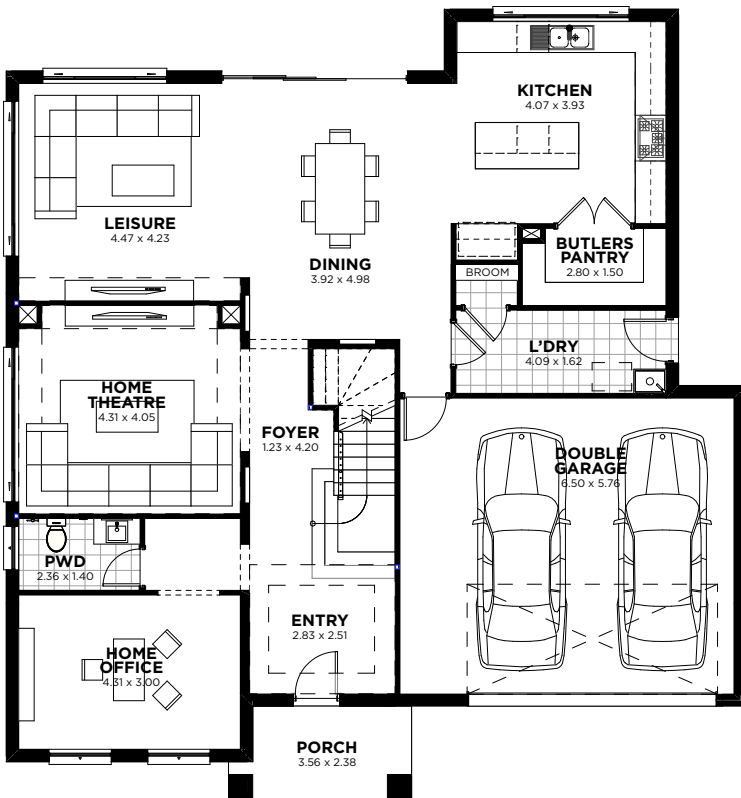 KITCHEN
4.07 x 3.93
LEISURE
4.47 x 4.23
DINING
3.92 x 4.98
BUTLERS
PANTRY
2.80 x 1.50
BROOM
L'DRY
4.09 x 1.62
HOME
THEATRE
4.31 x 4.05
FOYER
1.23 x 4.20
DOUBLE
GARAGE
6.50 x 5.76
PWD
2.36 x 1.40
ENTRY
2.83 x 2.51
HOME
OFFICE
4.31 x 3.00
PORCH
3.56 x 2.38